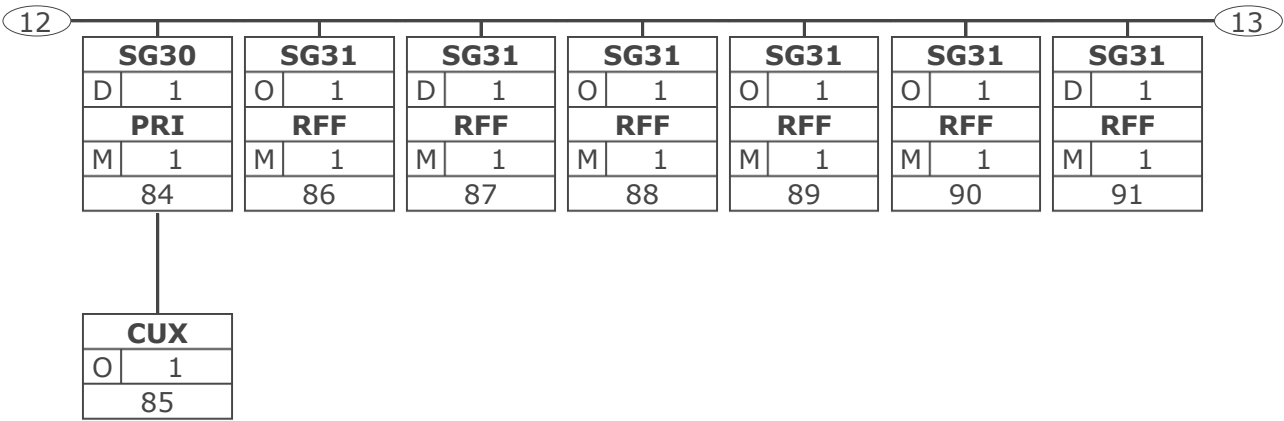 12 13
SG30 SG31 SG31 SG31 SG31 SG31 SG31
D 1 O 1 D 1 O 1 O 1 O 1 D 1
PRI RFF RFF RFF RFF RFF RFF
M 1 M 1 M 1 M 1 M 1 M 1 M 1
84 86 87 88 89 90 91
CUX
O 1
85